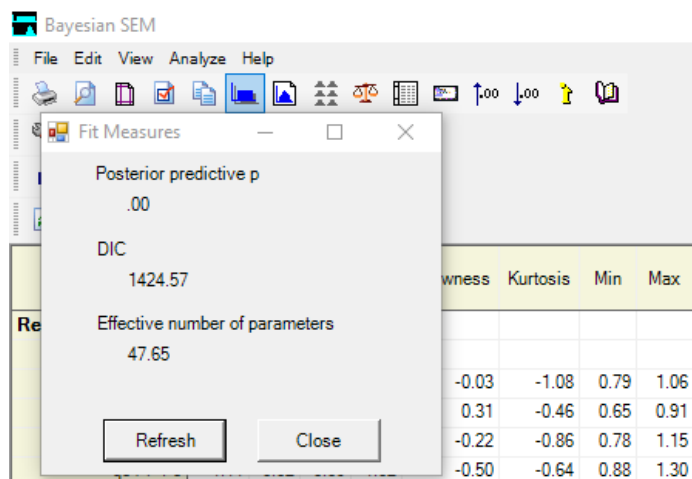 Bayesian SEM
File Edit View Analyze Help
.00 .00
Fit Measures
Posterior predictive p
.00
DIC
1424.57
Effective number of parameters
47.65
Refresh Close
wness Kurtosis Min Max
Re
-0.03 -1.08 0.79 1.06
0.31 -0.46 0.65 0.91
-0.22 -0.86 0.78 1.15
-0.50 -0.64 0.88 1.30